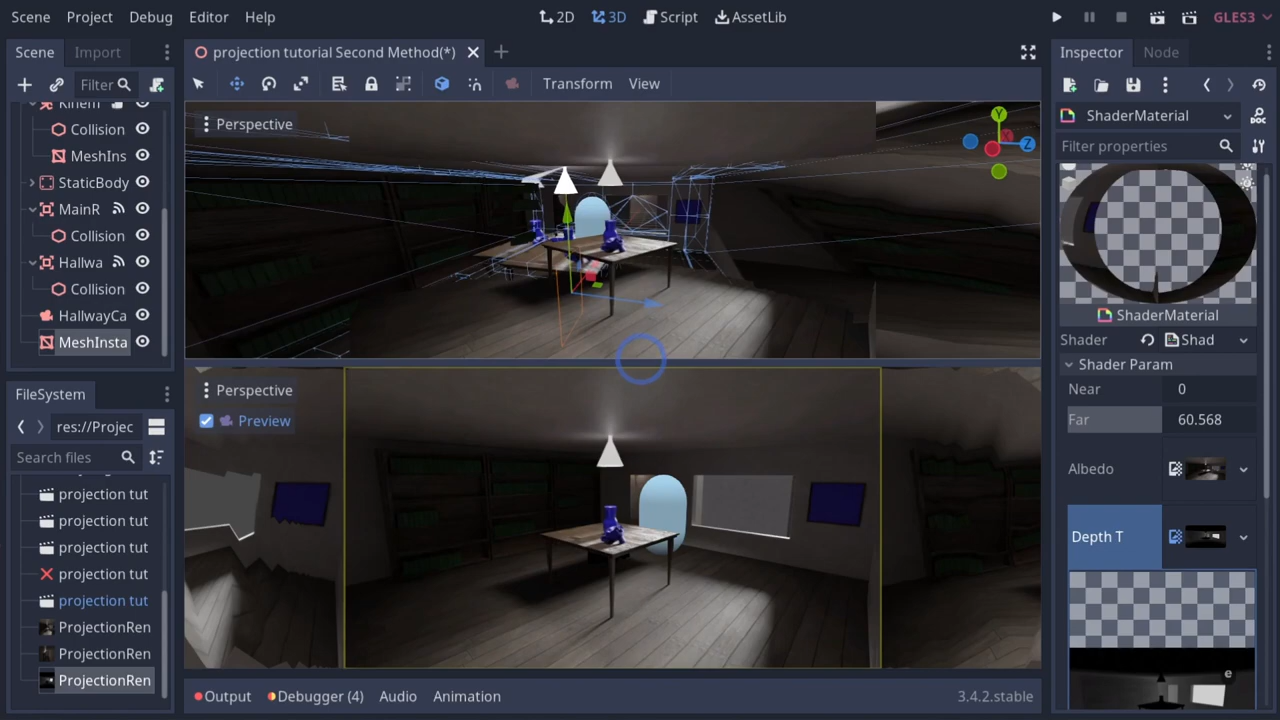 Scene Project Debug Editor Help
2D 3D Script AssetLib
GLES3
Scene Import
projection tutorial Second Method(*)
Inspector Node
Filter
Transform View
Kinem
Collision
MeshIns
StaticBody
MainR
Collision
Hallwa
Collision
HallwayCa
MeshInsta
Perspective
Y
Z
Perspective
Preview
FileSystem
res://Projec
Search files
projection tut
projection tut
projection tut
projection tut
projection tut
ProjectionRen
ProjectionRen
ProjectionRen
Output Debugger (4) Audio Animation
3.4.2.stable
ShaderMaterial
Filter properties
ShaderMaterial
Shader Shad
Shader Param
Near 0
Far 60.568
Albedo
Depth T
e